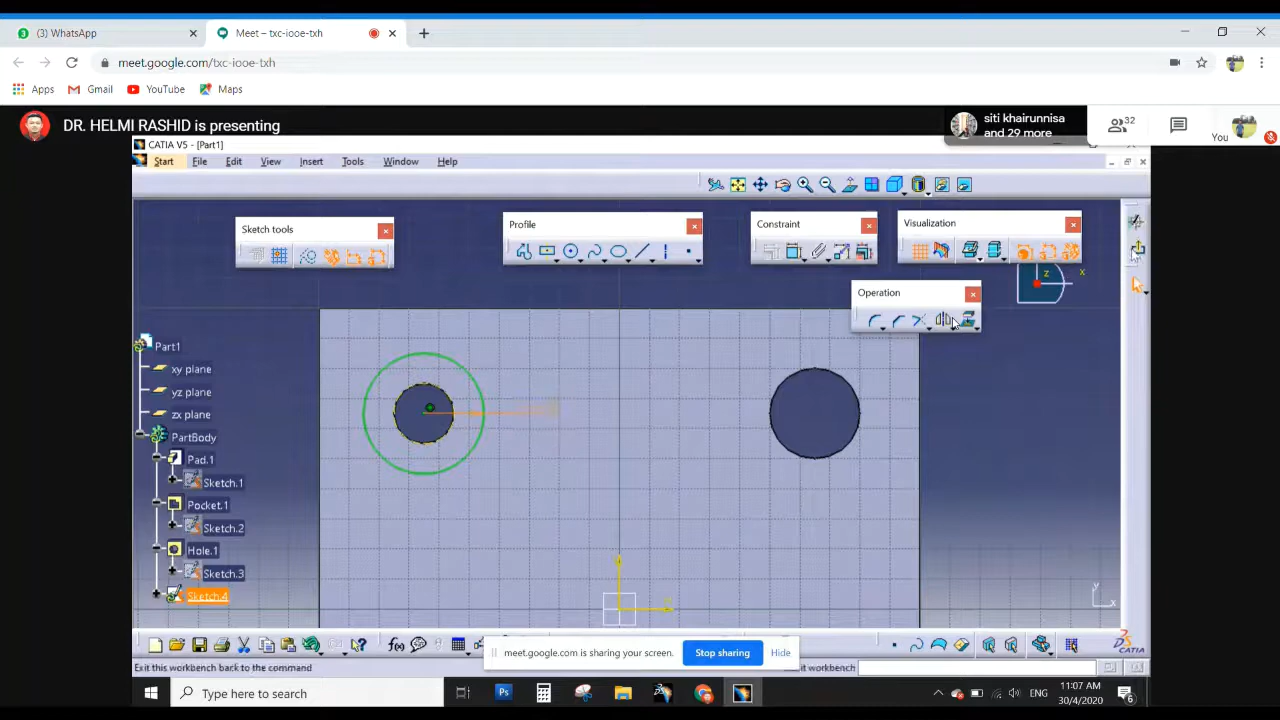 (3) WhatsApp
Meet – txc-iooe-txh
meet.google.com/txc-iooe-txh
Apps
Gmail
YouTube
Maps
DR. HELMI RASHID is presenting
siti khairunnisa
and 29 more
32
You
CATIA V5 - [Part1]
Start
File
Edit
View
Insert
Tools
Window
Help
Sketch tools
Profile
Constraint
Visualization
Operation
z
x
Part1
xy plane
yz plane
zx plane
PartBody
Pad.1
Sketch.1
Pocket.1
Sketch.2
Hole.1
Sketch.3
Sketch.4
y
x
f(x)
meet.google.com is sharing your screen.
Stop sharing
Hide
CATIA
Exit this workbench back to the command
it workbench
Type here to search
Ps
ENG
11:07 AM
30/4/2020
6